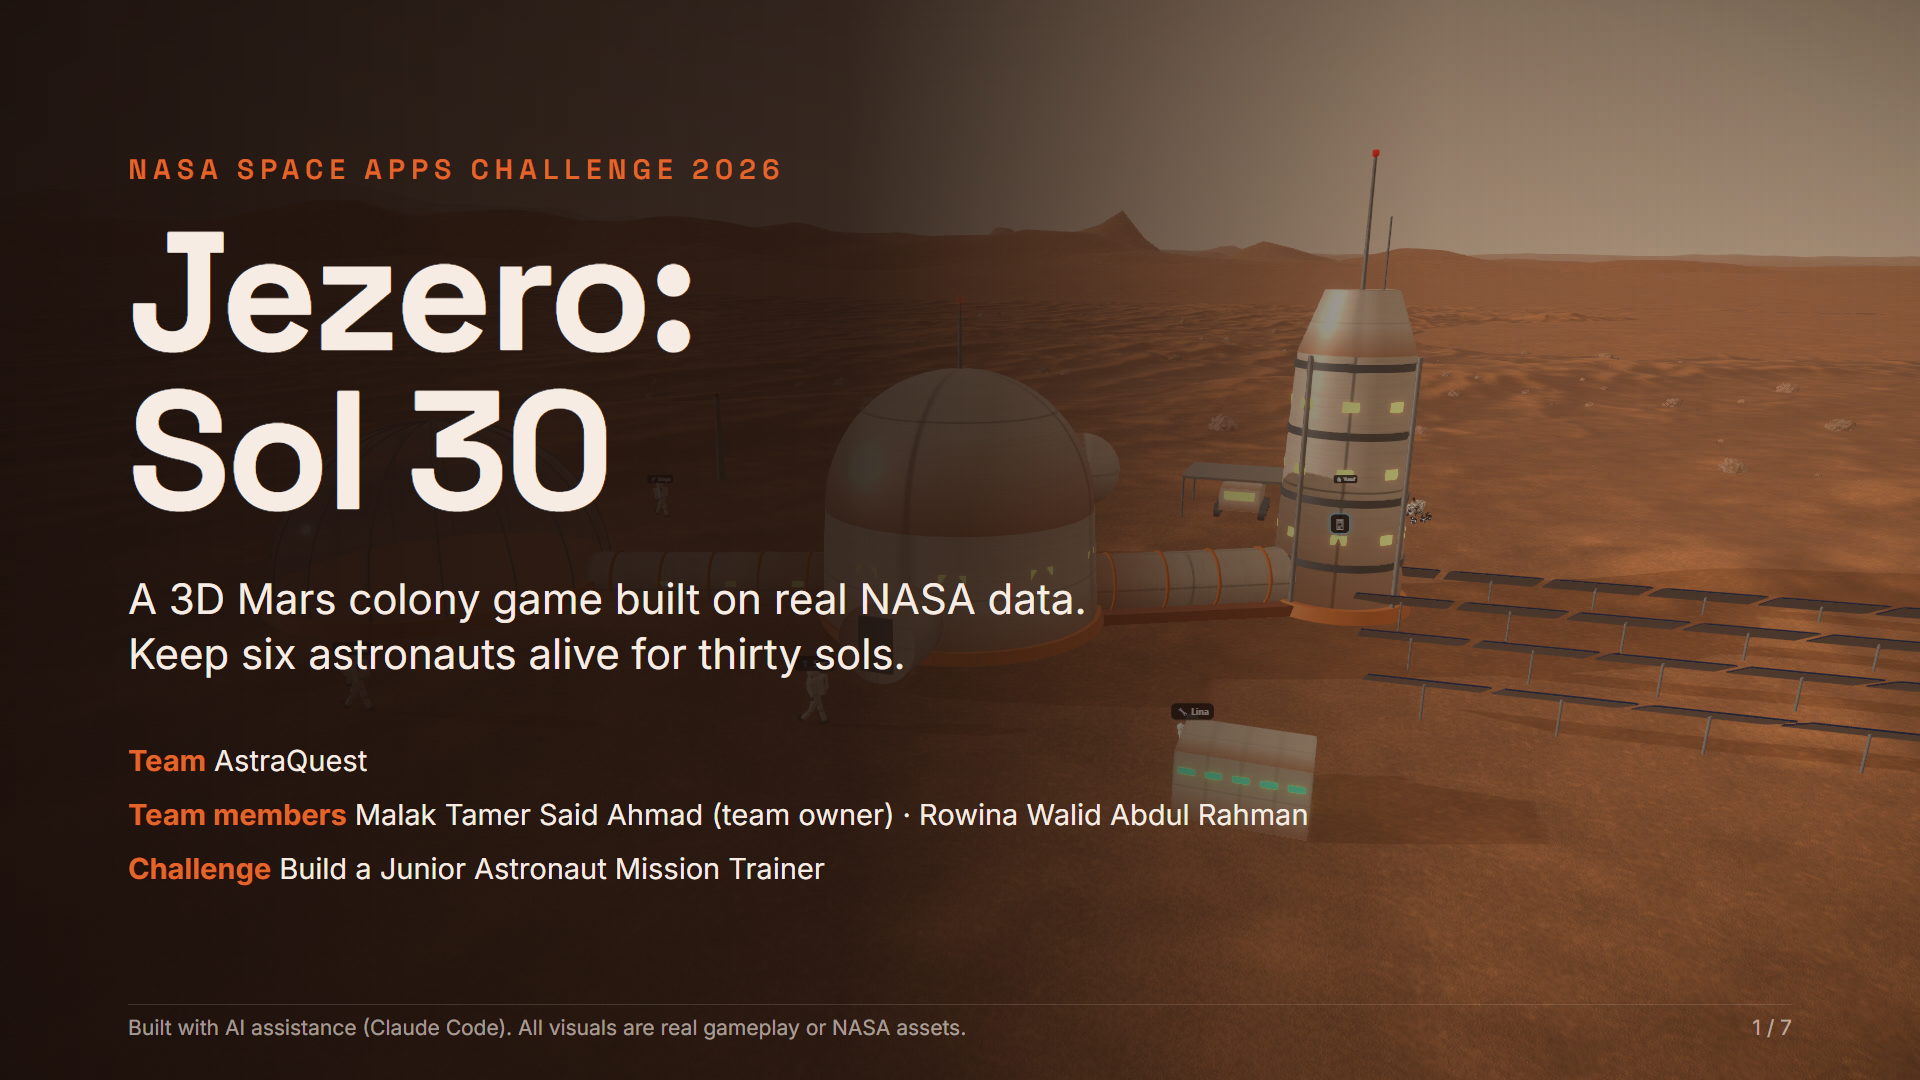 NASA SPACE APPS CHALLENGE 2026
Jezero:
Sol 30
A 3D Mars colony game built on real NASA data.
Keep six astronauts alive for thirty sols.
Lina
Team AstraQuest
Team members Malak Tamer Said Ahmad (team owner) · Rowina Walid Abdul Rahman
Challenge Build a Junior Astronaut Mission Trainer
Built with AI assistance (Claude Code). All visuals are real gameplay or NASA assets.
1 / 7